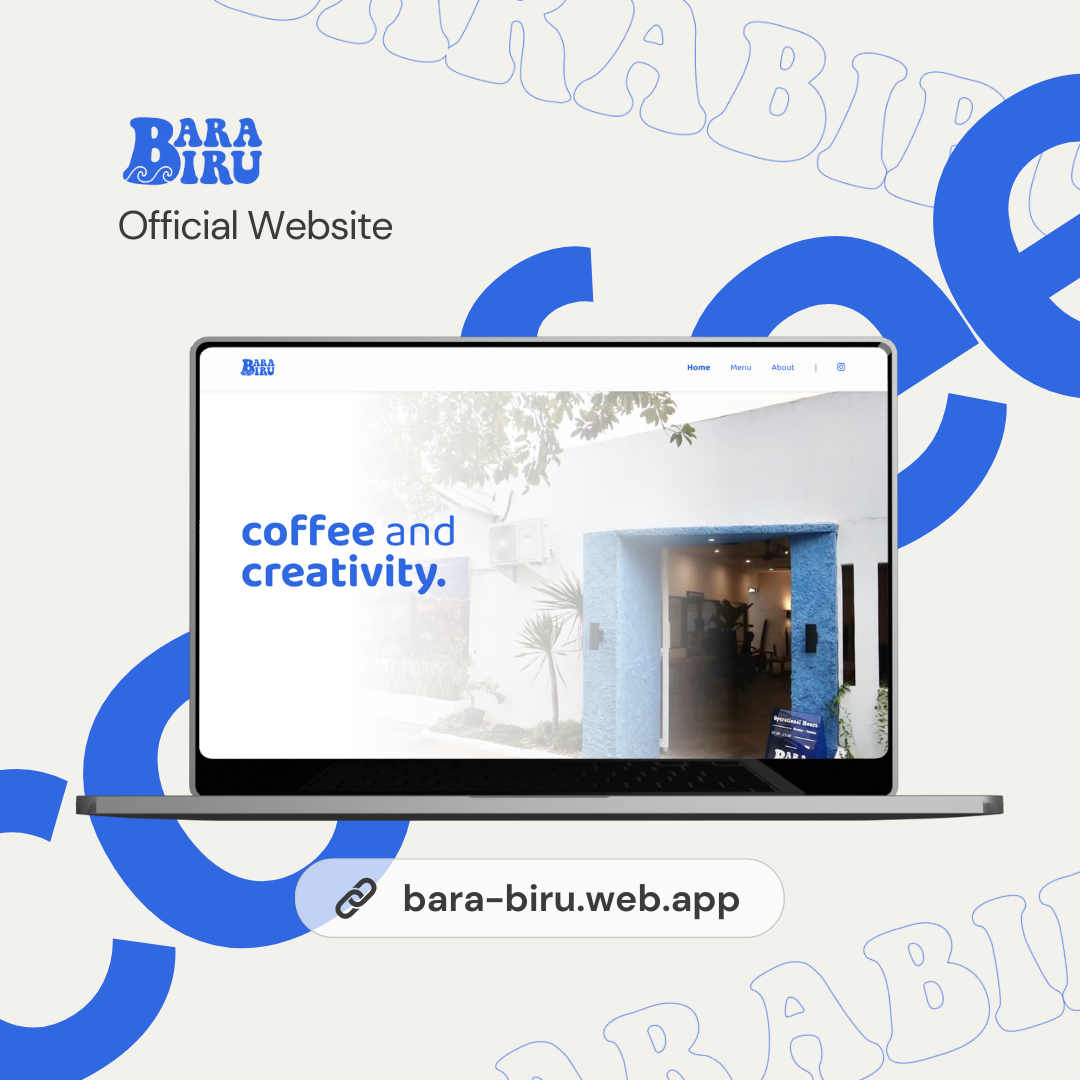 BARABIRU
BARA
BIRU
Official Website
coffee
BARA
BIRU
Home Menu About |
coffee and
creativity.
Operational Hours
BARA
bara-biru.web.app
BARABIRU